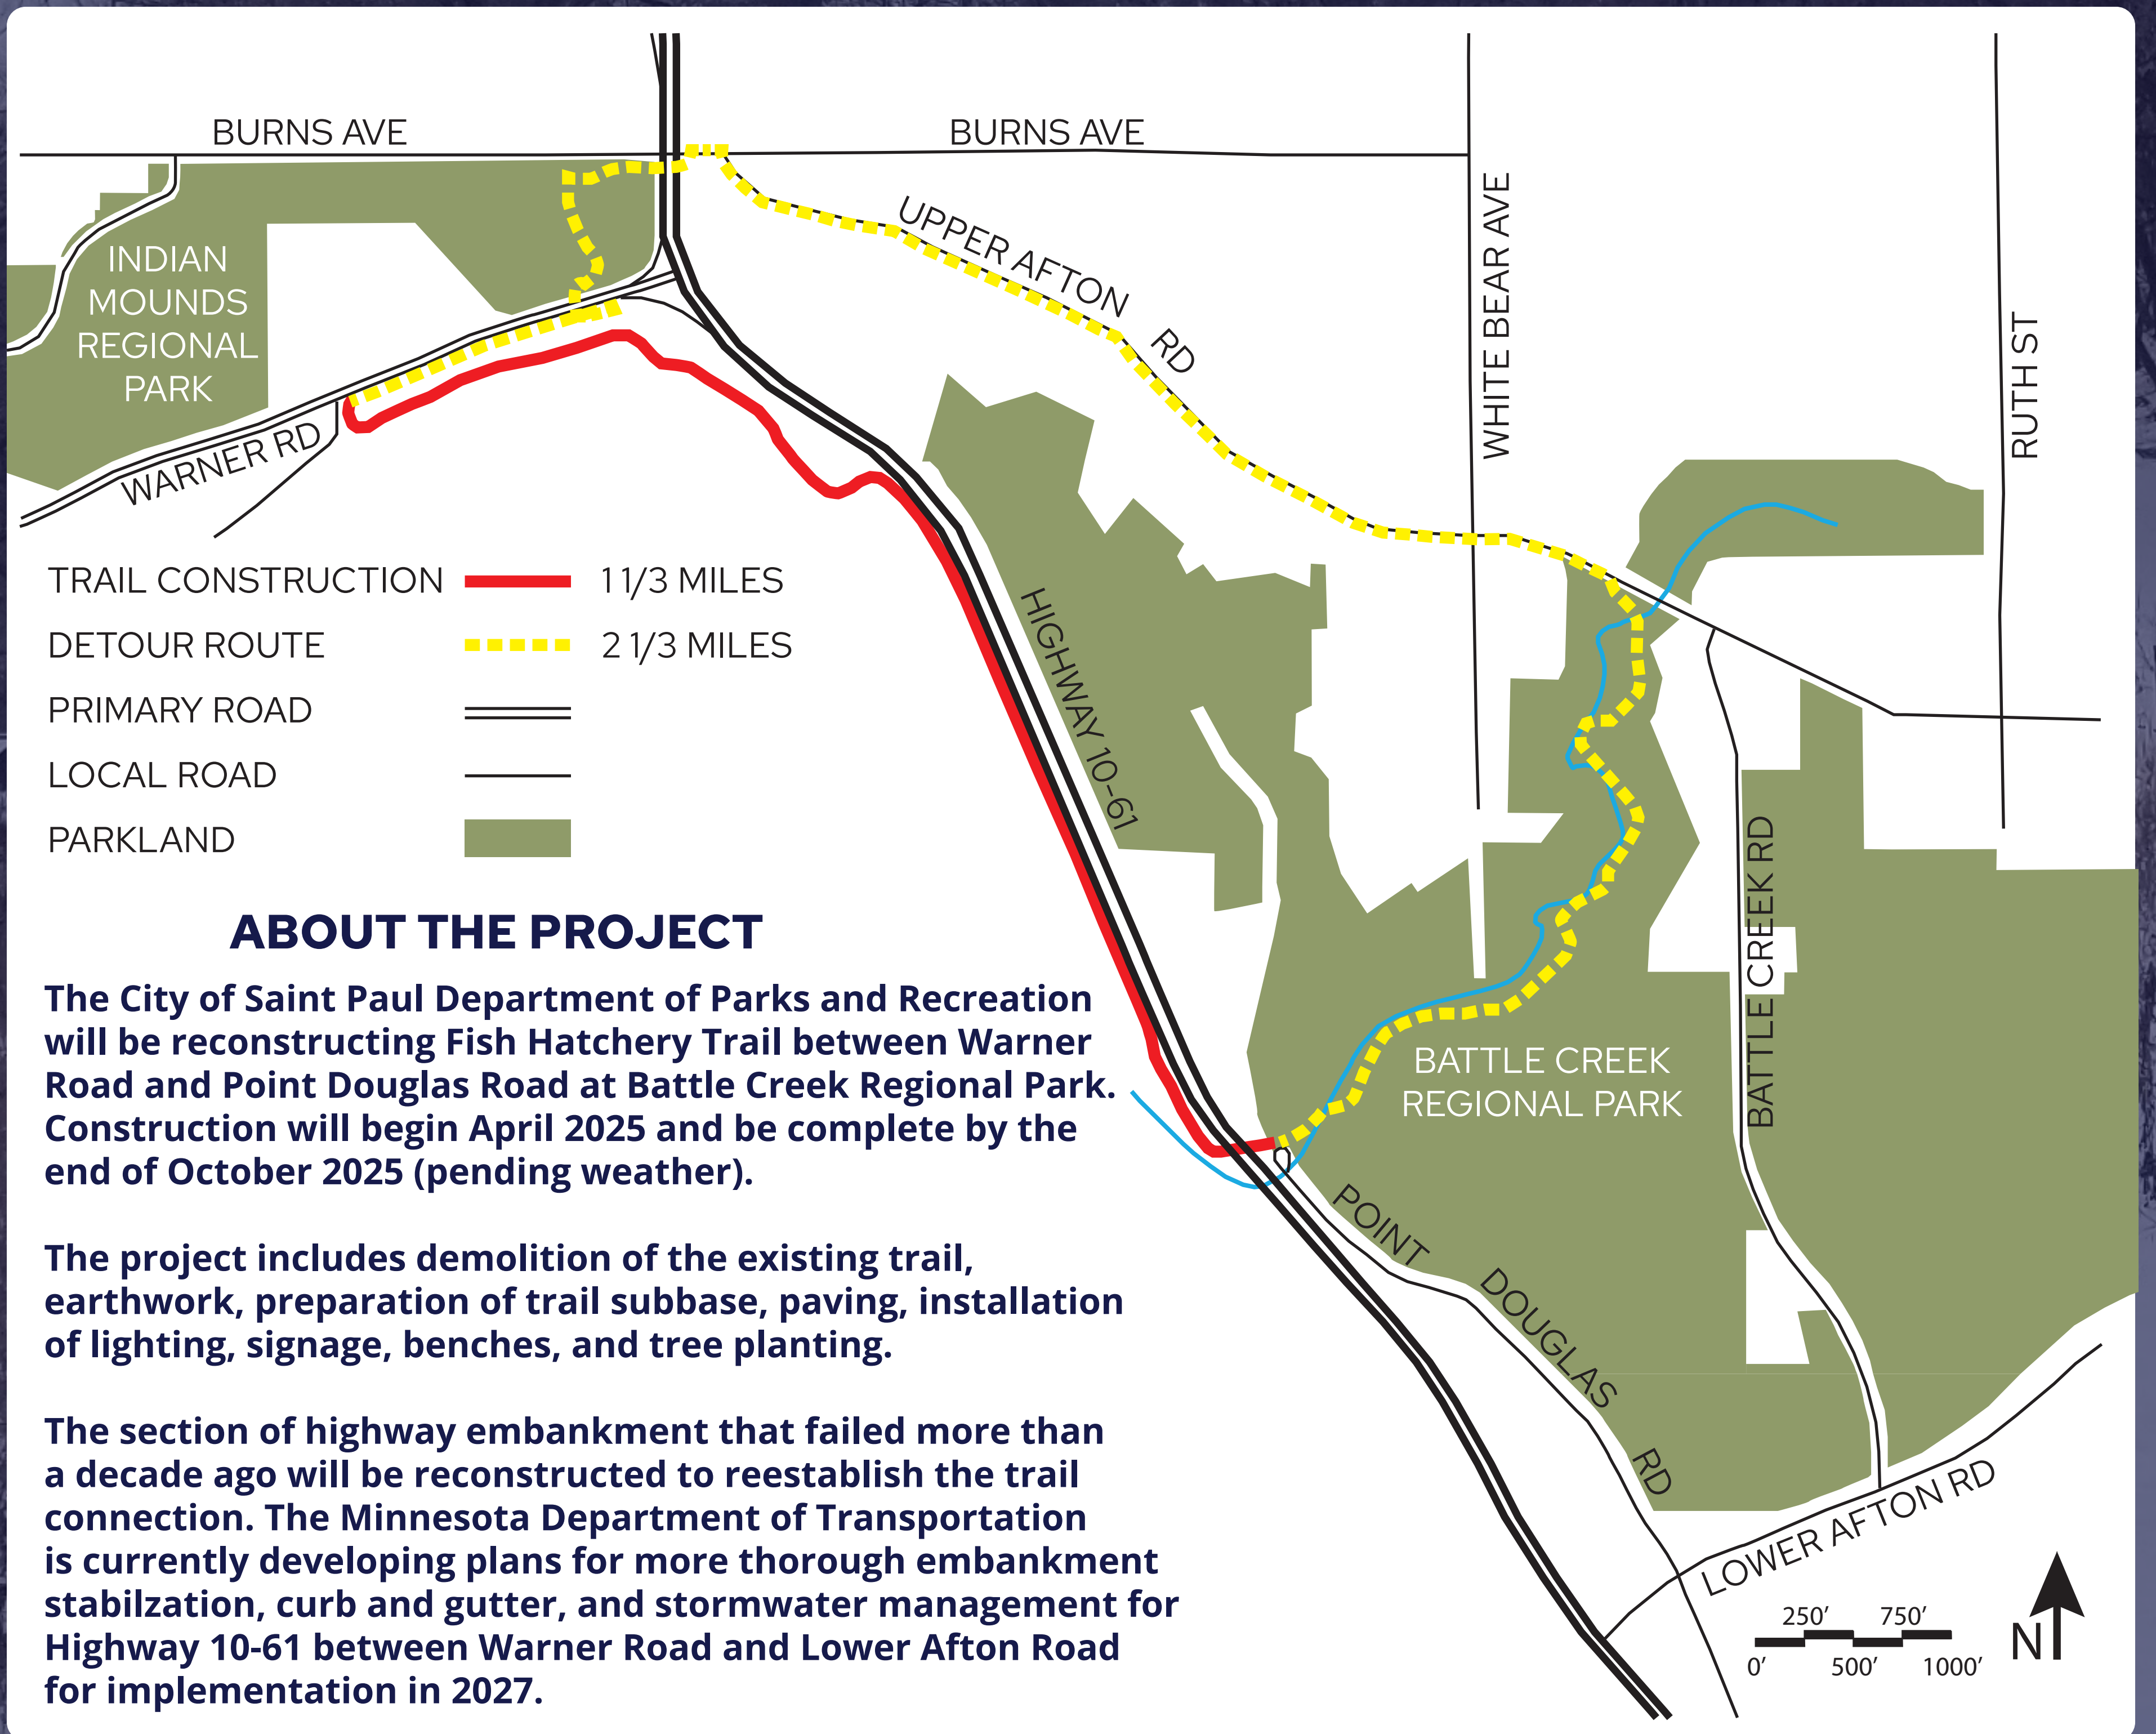 BURNS AVE
BURNS AVE
UPPER AFTON
RD
WHITE BEAR AVE
RUTH ST
INDIAN
MOUNDS
REGIONAL
PARK
WARNER RD
TRAIL CONSTRUCTION 1 1/3 MILES
DETOUR ROUTE 2 1/3 MILES
PRIMARY ROAD
LOCAL ROAD
PARKLAND
HIGHWAY 10-61
BATTLE CREEK RD
BATTLE CREEK
REGIONAL PARK
POINT
DOUGLAS
RD
LOWER AFTON RD
ABOUT THE PROJECT
The City of Saint Paul Department of Parks and Recreation
will be reconstructing Fish Hatchery Trail between Warner
Road and Point Douglas Road at Battle Creek Regional Park.
Construction will begin April 2025 and be complete by the
end of October 2025 (pending weather).
The project includes demolition of the existing trail,
earthwork, preparation of trail subbase, paving, installation
of lighting, signage, benches, and tree planting.
The section of highway embankment that failed more than
a decade ago will be reconstructed to reestablish the trail
connection. The Minnesota Department of Transportation
is currently developing plans for more thorough embankment
stabilzation, curb and gutter, and stormwater management for
Highway 10-61 between Warner Road and Lower Afton Road
for implementation in 2027.
250’ 750’
0’ 500’ 1000’
N